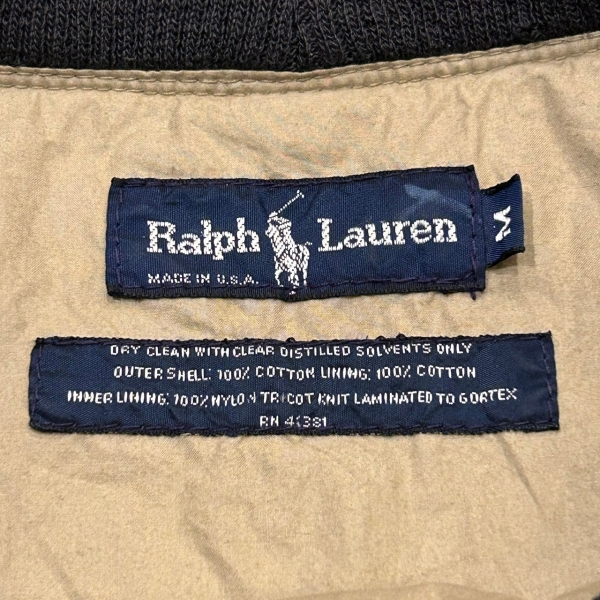 Ralph Lauren
MADE IN U.S.A.
M
DRY CLEAN WITH CLEAR DISTILLED SOLVENTS ONLY
OUTER SHELL: 100% COTTON LINING: 100% COTTON
INNER LINING: 100% NYLON TRICOT KNIT LAMINATED TO GORTEX
RN 41381